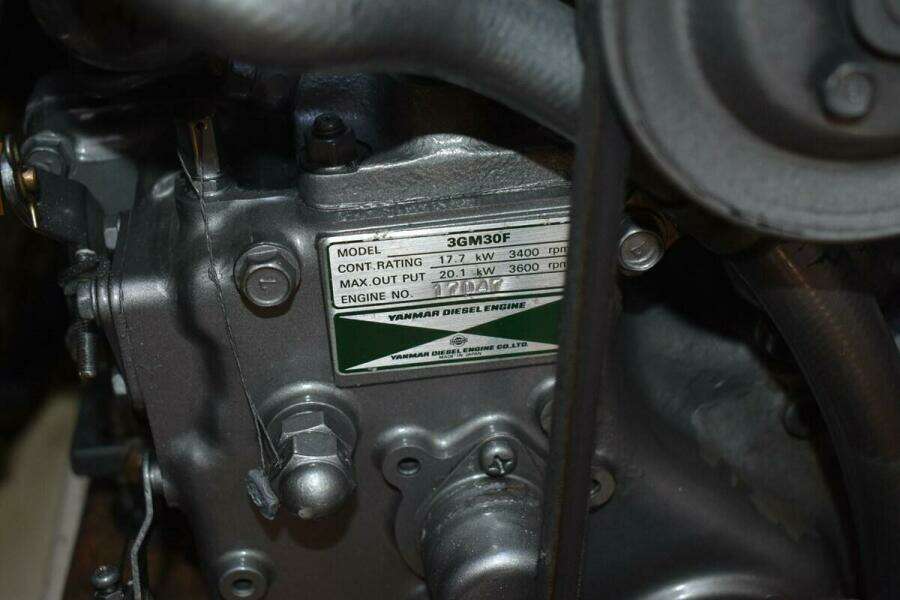 MODEL 3GM30F
CONT.RATING 17.7 kW 3400 rpm
MAX.OUT PUT 20.1 kW 3600 rpm
ENGINE NO.
YANMAR DIESEL ENGINE
YANMAR DIESEL ENGINE CO.,LTD.
MADE IN JAPAN